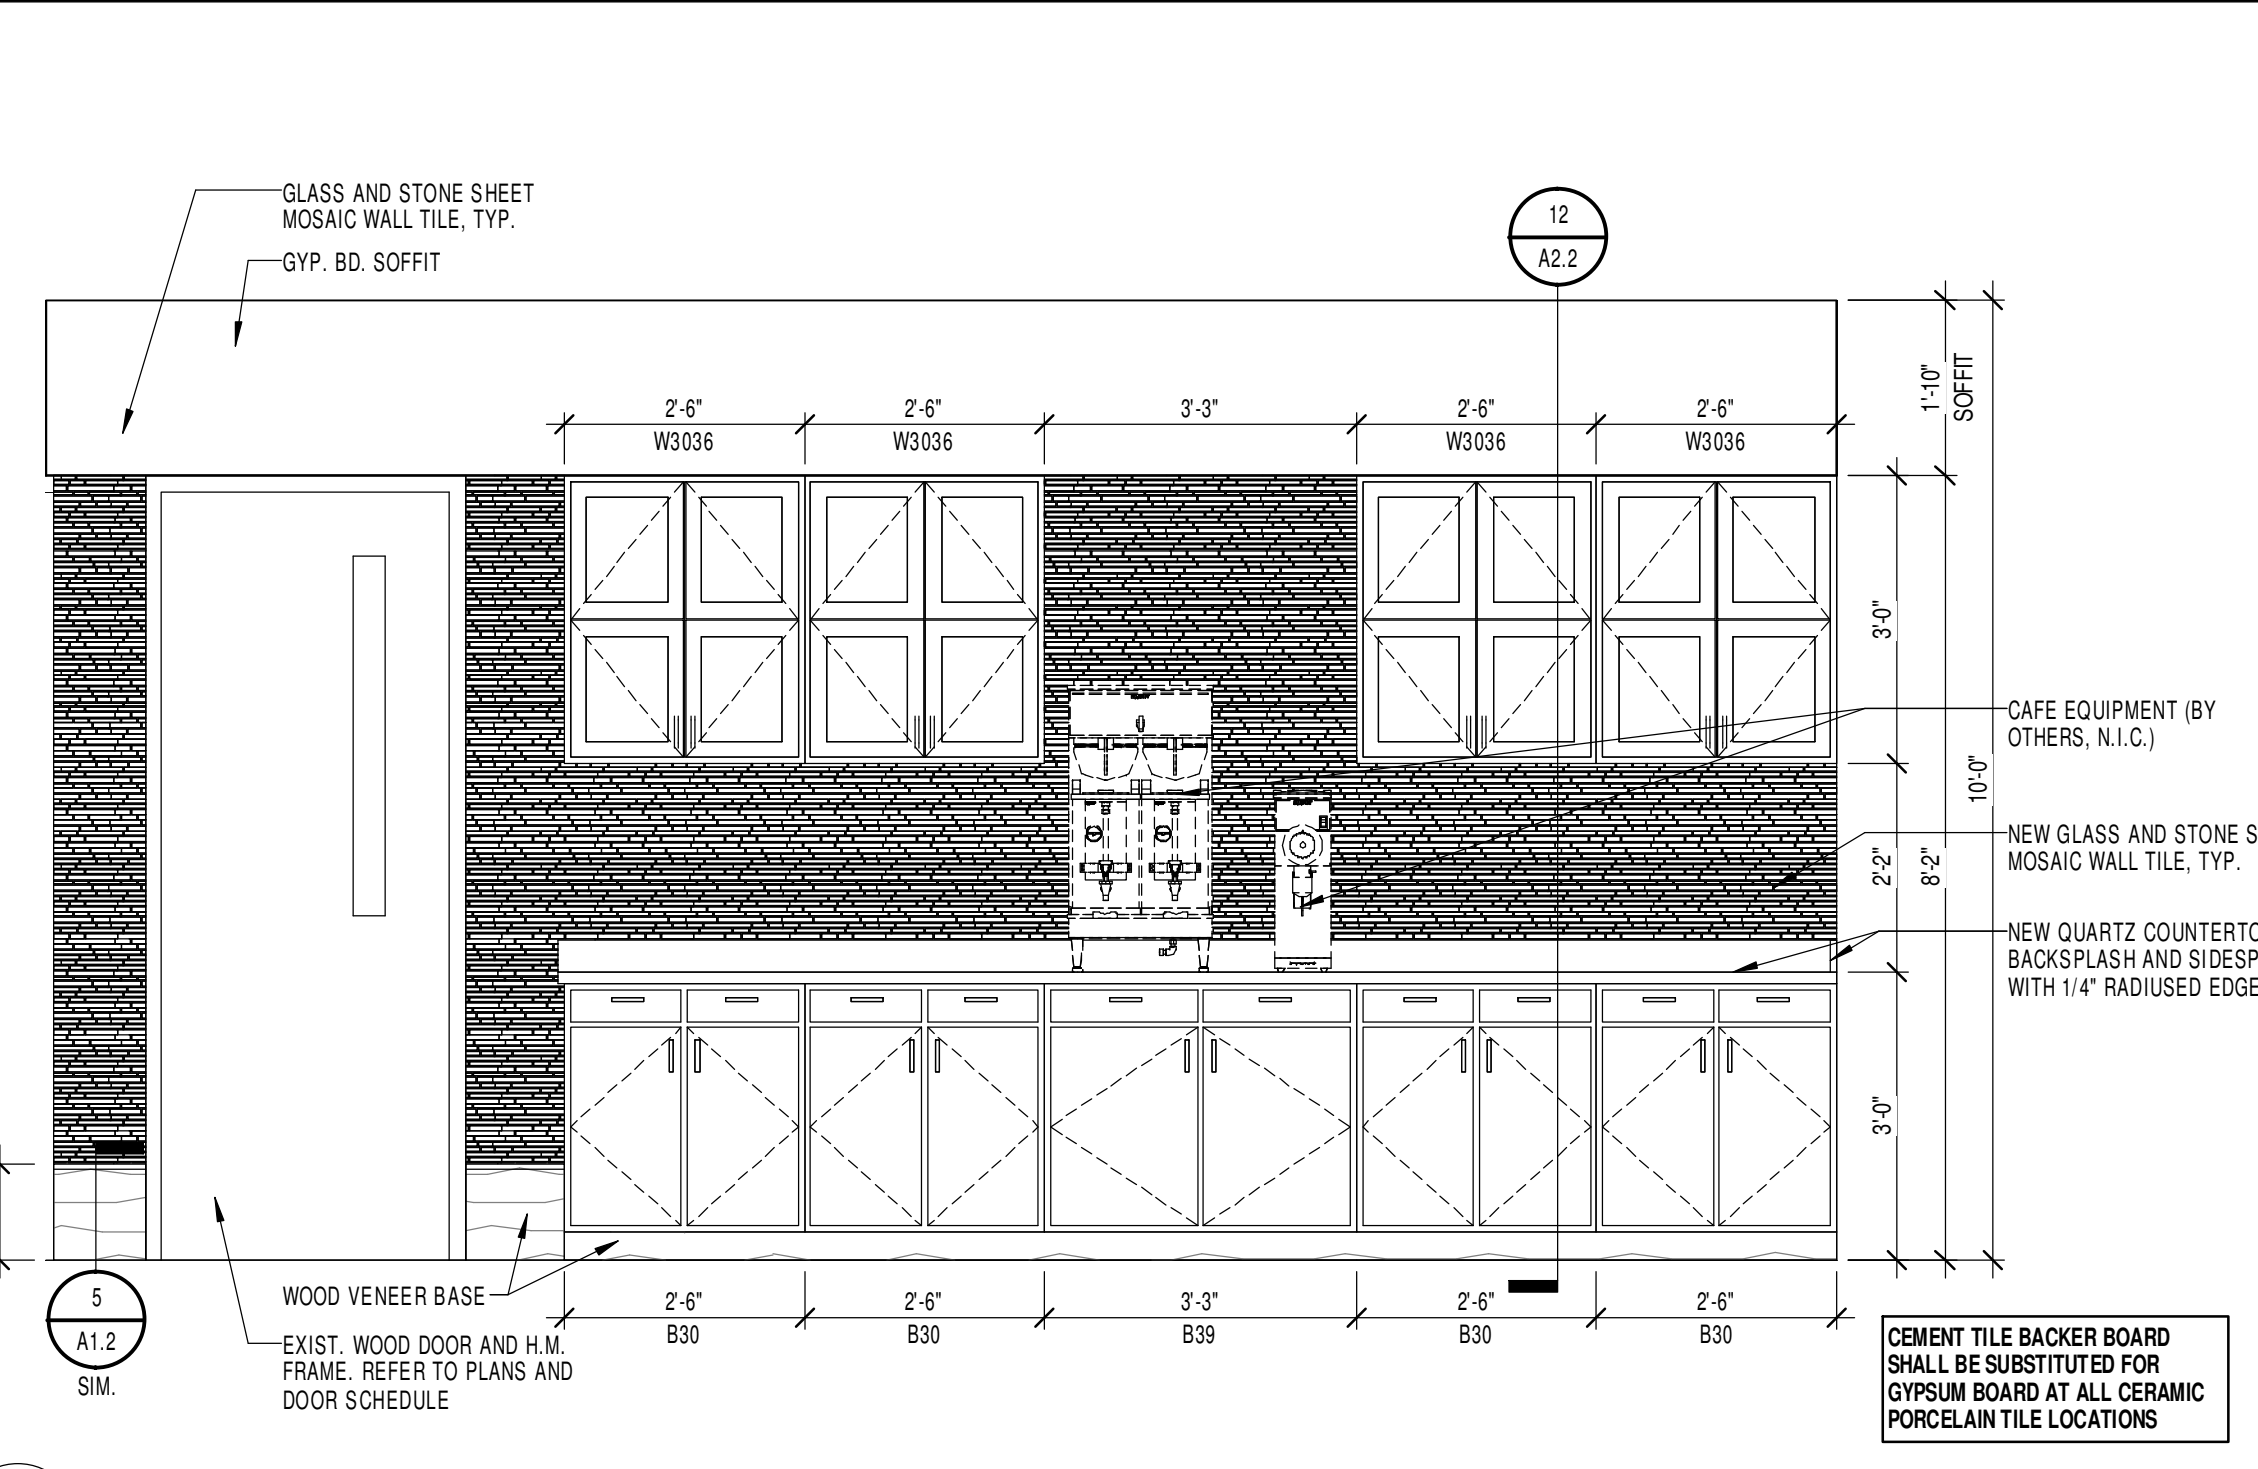 GLASS AND STONE SHEET
MOSAIC WALL TILE, TYP.
GYP. BD. SOFFIT
12
A2.2
1'-10"
SOFFIT
2'-6"
2'-6"
3'-3"
2'-6"
2'-6"
W3036
W3036
W3036
W3036
3'-0"
CAFE EQUIPMENT (BY
OTHERS, N.I.C.)
10'-0"
NEW GLASS AND STONE S
MOSAIC WALL TILE, TYP.
2'-2"
8'-2"
NEW QUARTZ COUNTERTO
BACKSPLASH AND SIDESP
WITH 1/4" RADIUSED EDGE
3'-0"
5
A1.2
SIM.
WOOD VENEER BASE
EXIST. WOOD DOOR AND H.M.
FRAME. REFER TO PLANS AND
DOOR SCHEDULE
2'-6"
2'-6"
3'-3"
2'-6"
2'-6"
B30
B30
B39
B30
B30
CEMENT TILE BACKER BOARD
SHALL BE SUBSTITUTED FOR
GYPSUM BOARD AT ALL CERAMIC
PORCELAIN TILE LOCATIONS